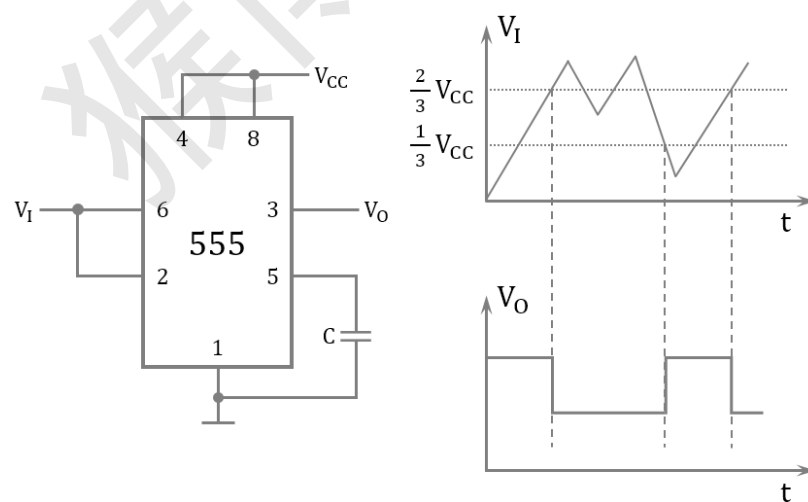 V_CC
4 8
V_I 6 3 V_O
555
2 5
C
1
V_I
2/3 V_CC
1/3 V_CC
t
V_O
t
猴